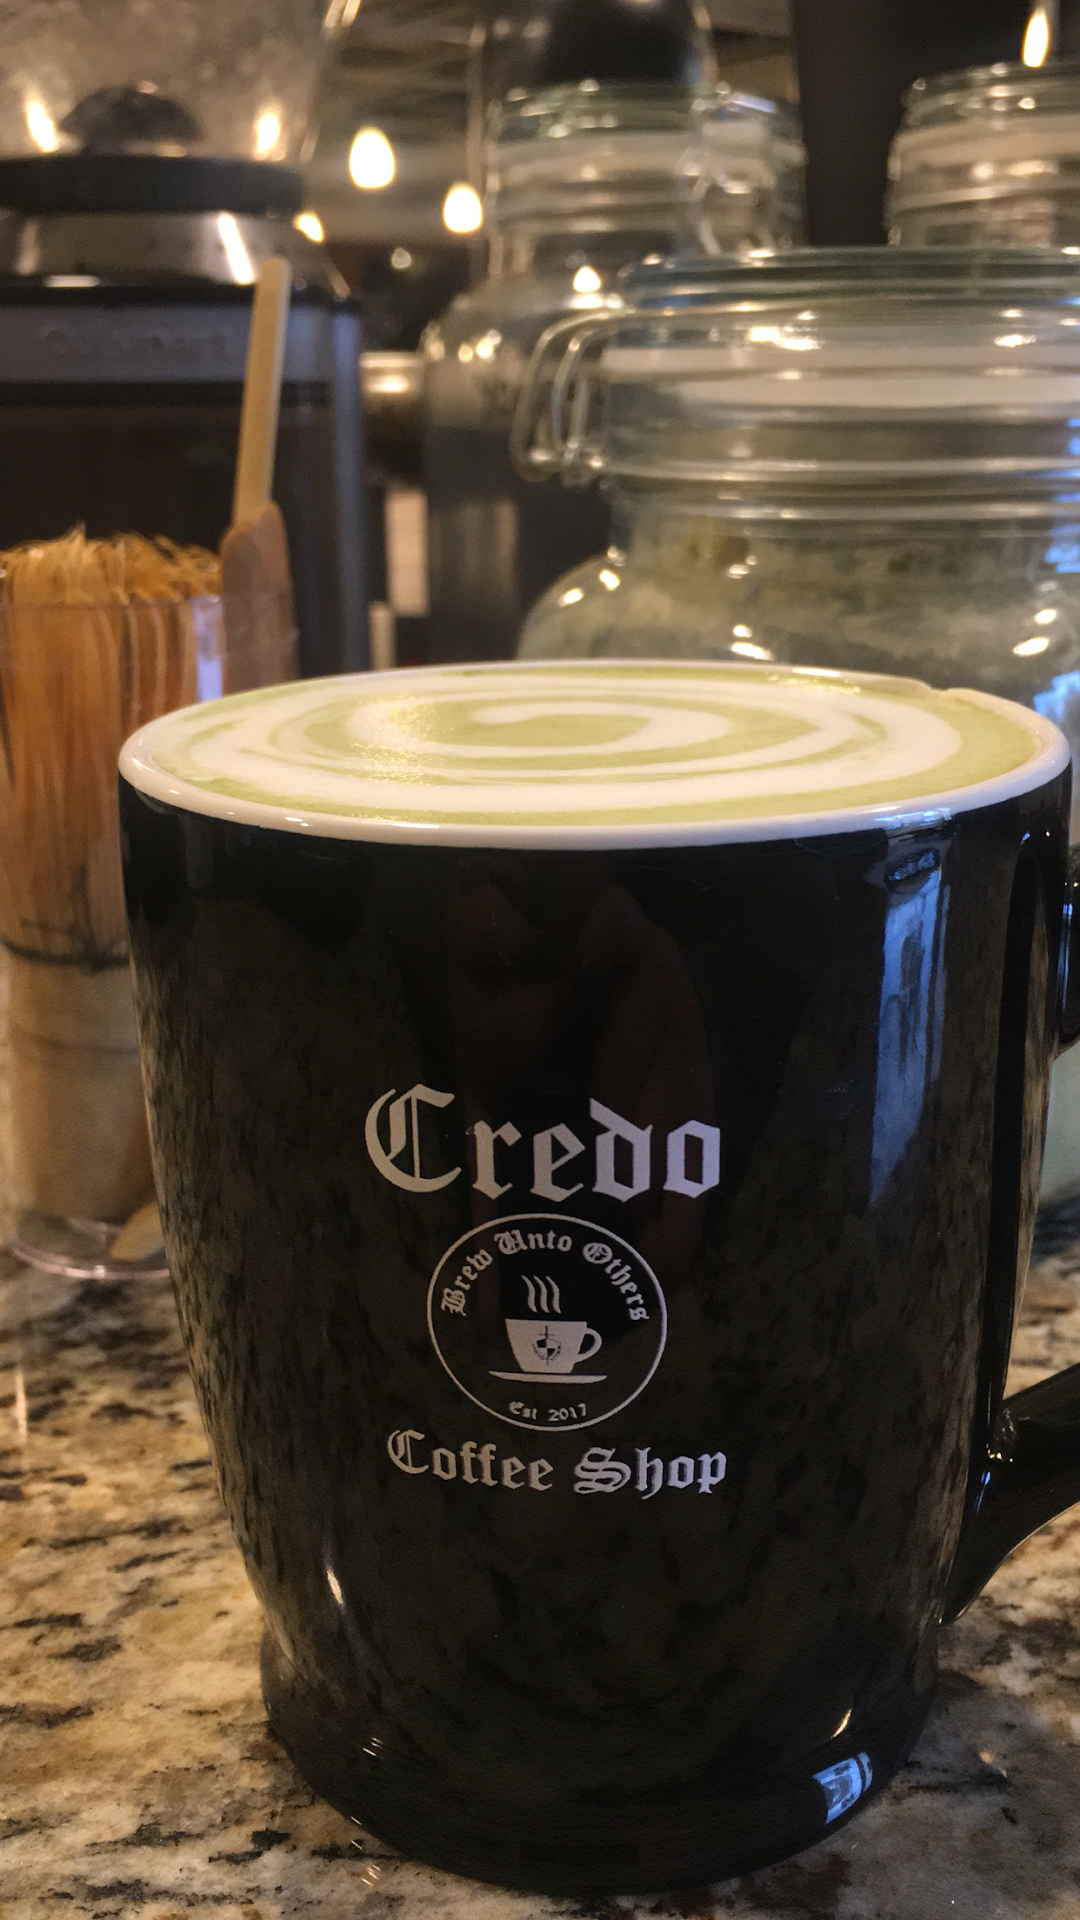 Credo
Brew Unto Others
Est 2017
Coffee Shop